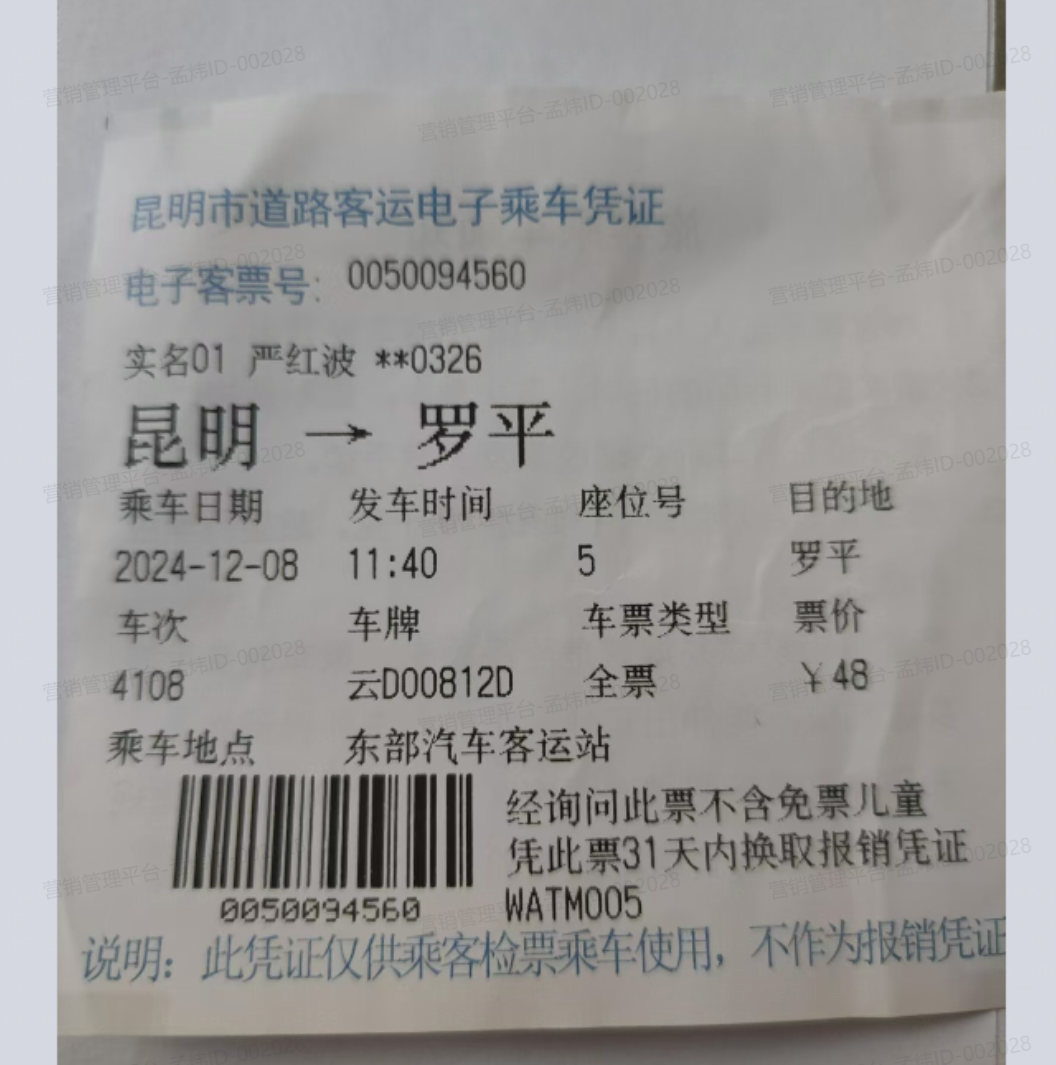 昆明市道路客运电子乘车凭证
电子客票号: 0050094560
实名01 严红波 **0326
昆明 → 罗平
乘车日期 发车时间 座位号 目的地
2024-12-08 11:40 5 罗平
车次 车牌 车票类型 票价
4108 云D00812D 全票 ￥48
乘车地点 东部汽车客运站
经询问此票不含免票儿童
凭此票31天内换取报销凭证
0050094560 WATM005
说明：此凭证仅供乘客检票乘车使用，不作为报销凭证
营销管理平台-孟炜ID-002028